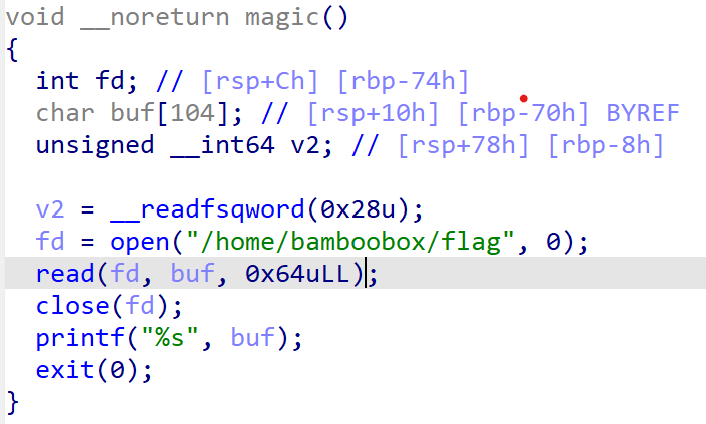 void __noreturn magic()
{
int fd; // [rsp+Ch] [rbp-74h]
char buf[104]; // [rsp+10h] [rbp-70h] BYREF
unsigned __int64 v2; // [rsp+78h] [rbp-8h]
v2 = __readfsqword(0x28u);
fd = open("/home/bamboobox/flag", 0);
read(fd, buf, 0x64uLL);
close(fd);
printf("%s", buf);
exit(0);
}